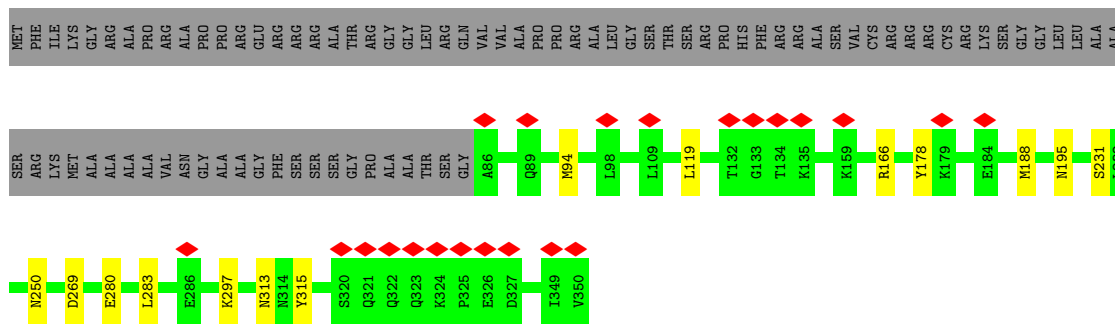 MET PHE ILE LYS GLY ARG ALA PRO ARG ALA PRO PRO ARG GLU ARG ARG ARG ARG ALA THR ARG GLY GLY LEU ARG GLN VAL VAL ALA PRO PRO ARG ALA LEU GLY SER THR SER ARG PRO HIS PHE ARG ARG ALA SER VAL CYS ARG ARG ARG CYS ARG LYS SER GLY GLY LEU LEU ALA ALA
SER ARG LYS MET ALA ALA ALA ALA VAL ASN GLY ALA ALA GLY PHE SER SER SER GLY PRO ALA ALA THR SER GLY A86 Q89 M94 L98 L109 L119 T132 G133 T134 K135 K159 R166 Y178 K179 E184 M188 N195 S231
N250 D269 E280 L283 E286 K297 N313 N314 Y315 S320 Q321 Q322 Q323 K324 P325 E326 D327 I349 V350